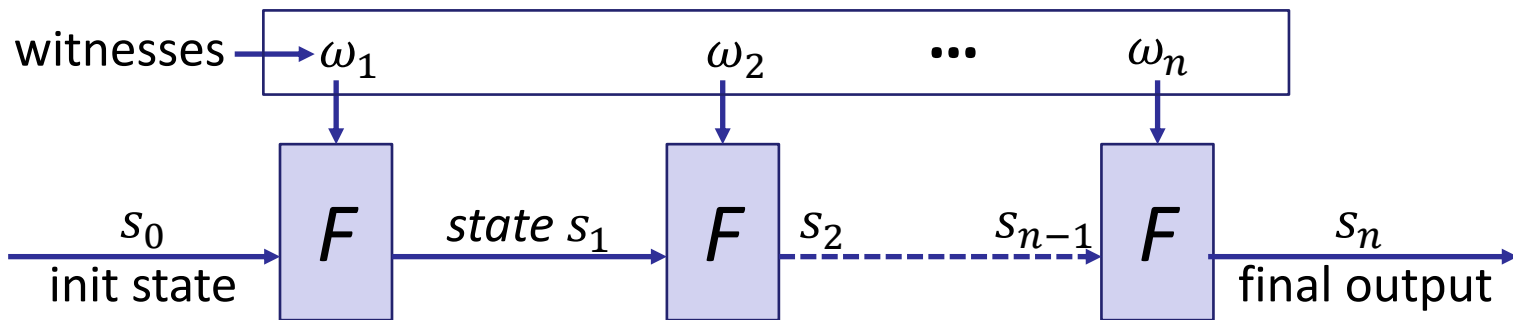 witnesses ω₁ ω₂ ••• ωₙ
s₀ F state s₁ F s₂ sₙ₋₁ F sₙ
init state final output